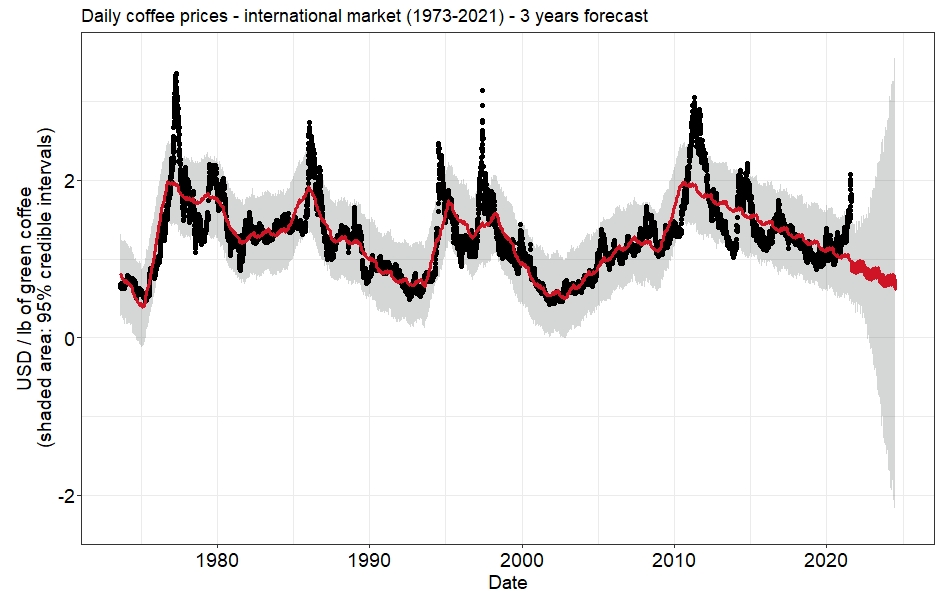 Daily coffee prices - international market (1973-2021) - 3 years forecast
USD / lb of green coffee
(shaded area: 95% credible intervals)
2
0
-2
1980 1990 2000 2010 2020
Date